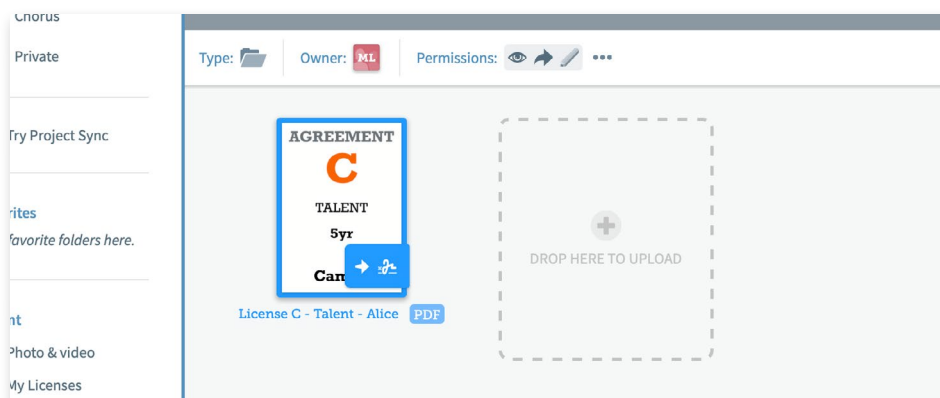 Chorus
Private
Try Project Sync
rites
favorite folders here.
nt
Photo & video
My Licenses
Type:
Owner: ML
Permissions:
AGREEMENT
C
TALENT
5yr
Cam
License C - Talent - Alice PDF
DROP HERE TO UPLOAD